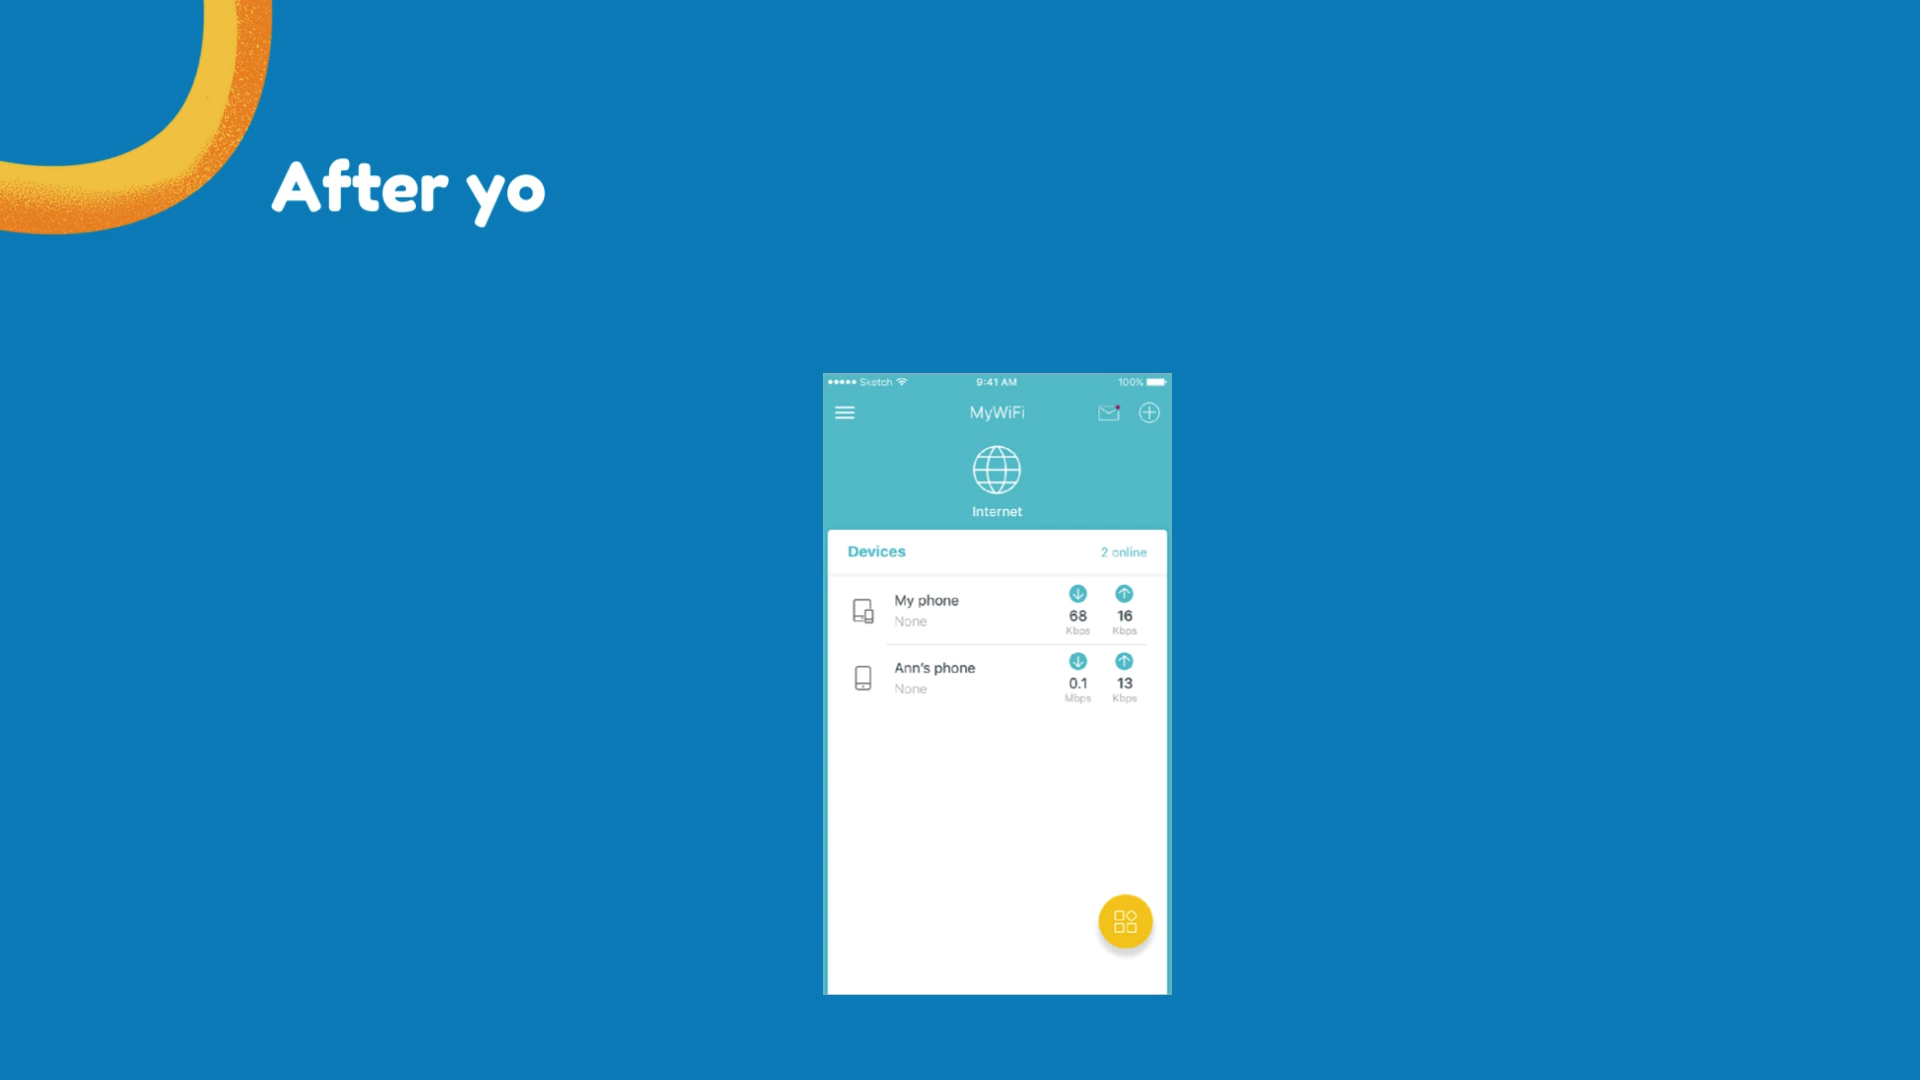 After yo
Sketch 9:41 AM 100%
MyWiFi
Internet
Devices 2 online
My phone
None
68 16
Kbps Kbps
Ann's phone
None
0.1 13
Mbps Kbps